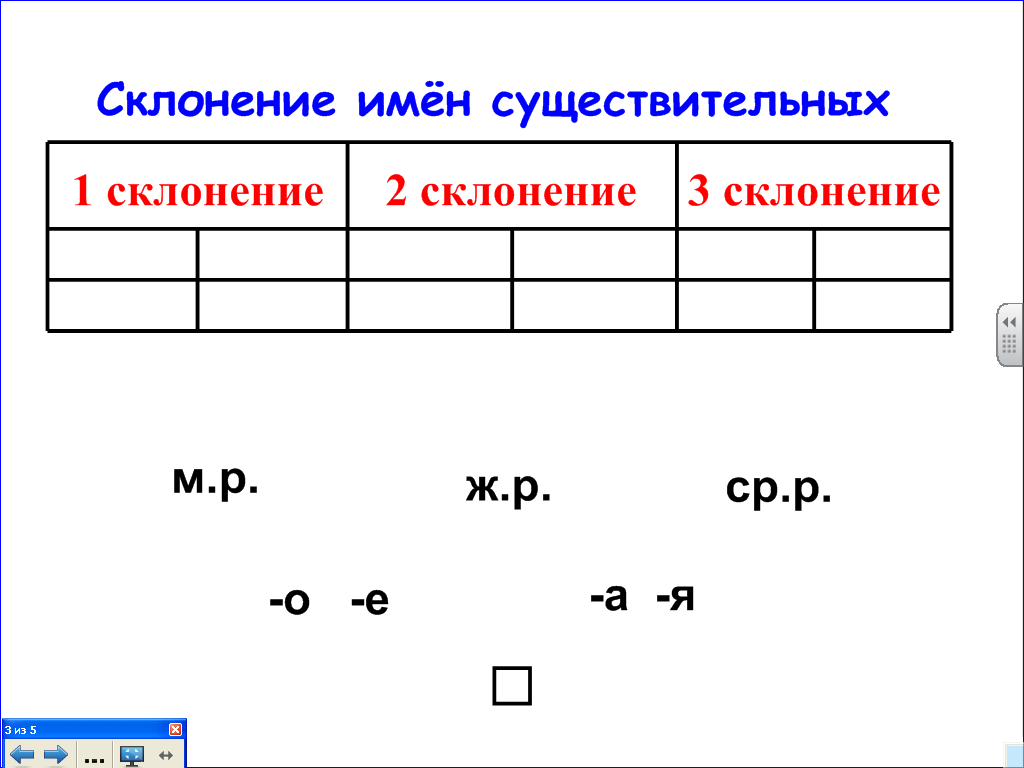 Склонение имён существительных
1 склонение 2 склонение 3 склонение
м.р. ж.р. ср.р.
-о -е -а -я
3 из 5
...